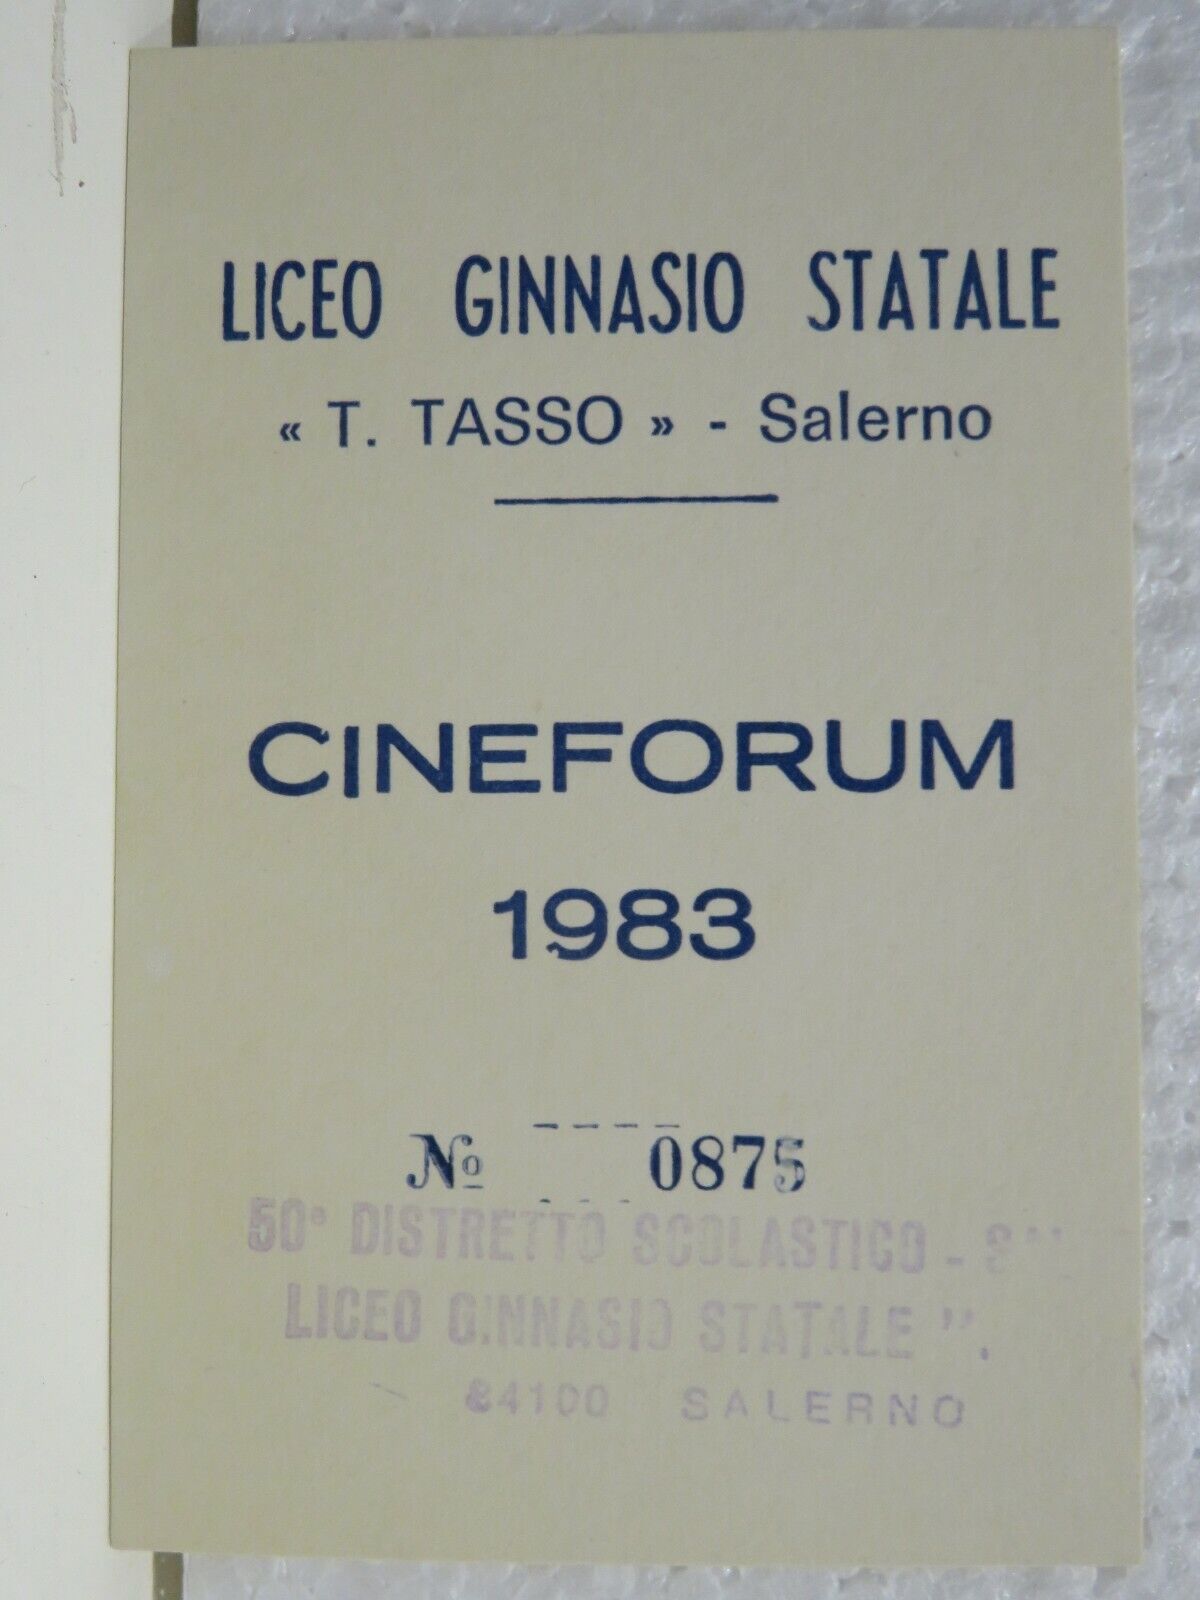 LICEO GINNASIO STATALE
« T. TASSO » - Salerno
CINEFORUM
1983
№ 0875
50° DISTRETTO SCOLASTICO -
LICEO GINNASIO STATALE ".
84100 SALERNO